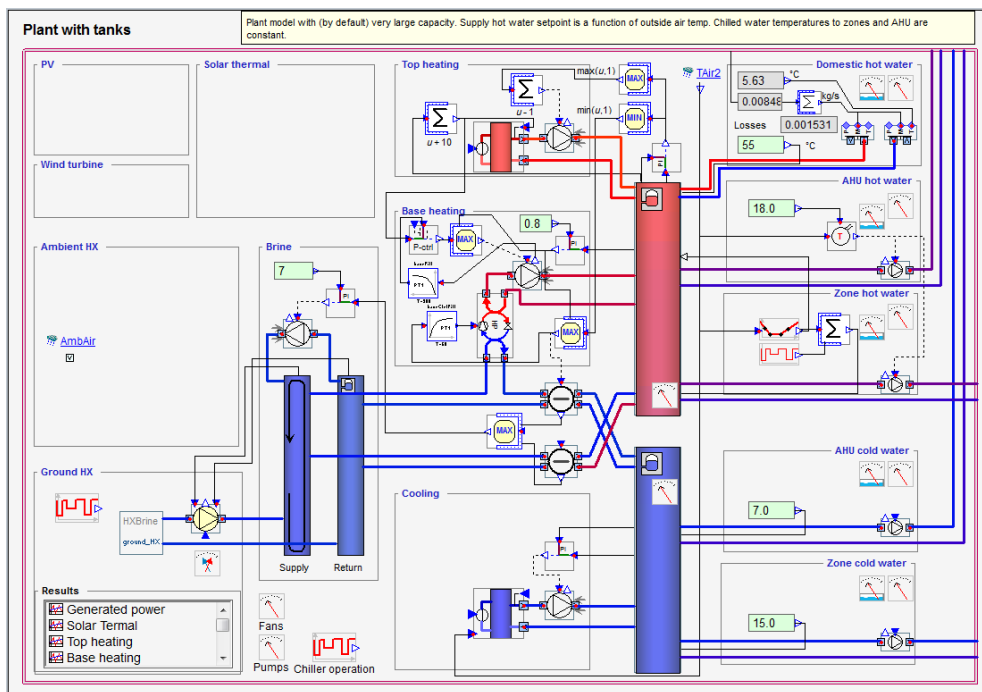 Plant with tanks
Plant model with (by default) very large capacity. Supply hot water setpoint is a function of outside air temp. Chilled water temperatures to zones and AHU are
constant.
PV
Solar thermal
Wind turbine
Top heating
max(u,1)
MAX
Σ
u - 1
min(u,1)
MIN
Σ
u + 10
PI
TAir2
Domestic hot water
5.63
°C
0.00848
Σ
kg/s
Losses
0.001531
55
°C
AHU hot water
18.0
T
Base heating
0.8
P-ctrl
MAX
PI
PT1
PT1
dH
MAX
Ambient HX
AmbAir
V
Brine
7
PI
Supply
Return
MAX
Zone hot water
Σ
Ground HX
HXBrine
ground_HX
Results
Generated power
Solar Termal
Top heating
Base heating
Fans
Pumps
Chiller operation
Cooling
PI
AHU cold water
7.0
Zone cold water
15.0